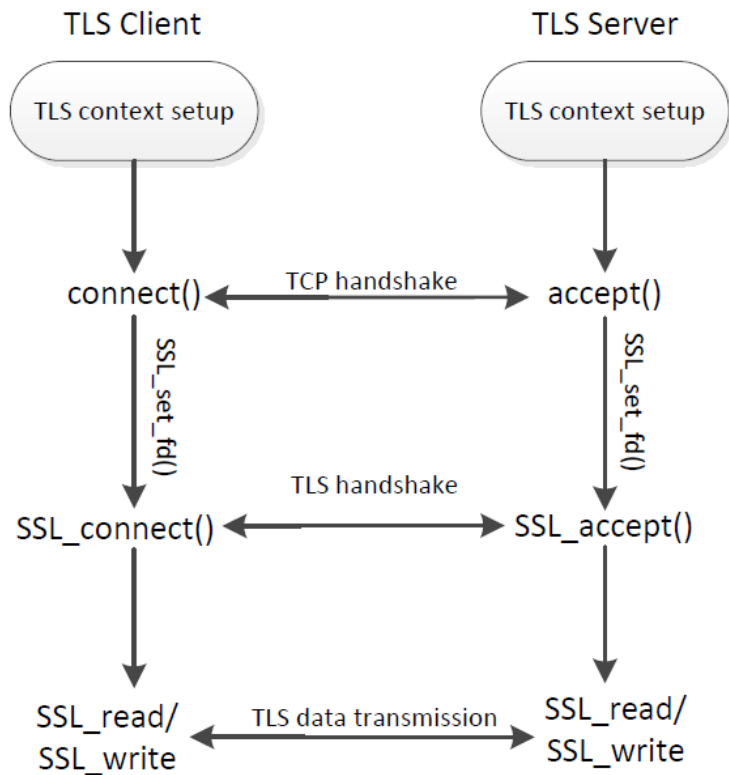 TLS Client
TLS Server
TLS context setup
TLS context setup
connect()
TCP handshake
accept()
SSL_set_fd()
SSL_set_fd()
SSL_connect()
TLS handshake
SSL_accept()
SSL_read/
SSL_write
TLS data transmission
SSL_read/
SSL_write